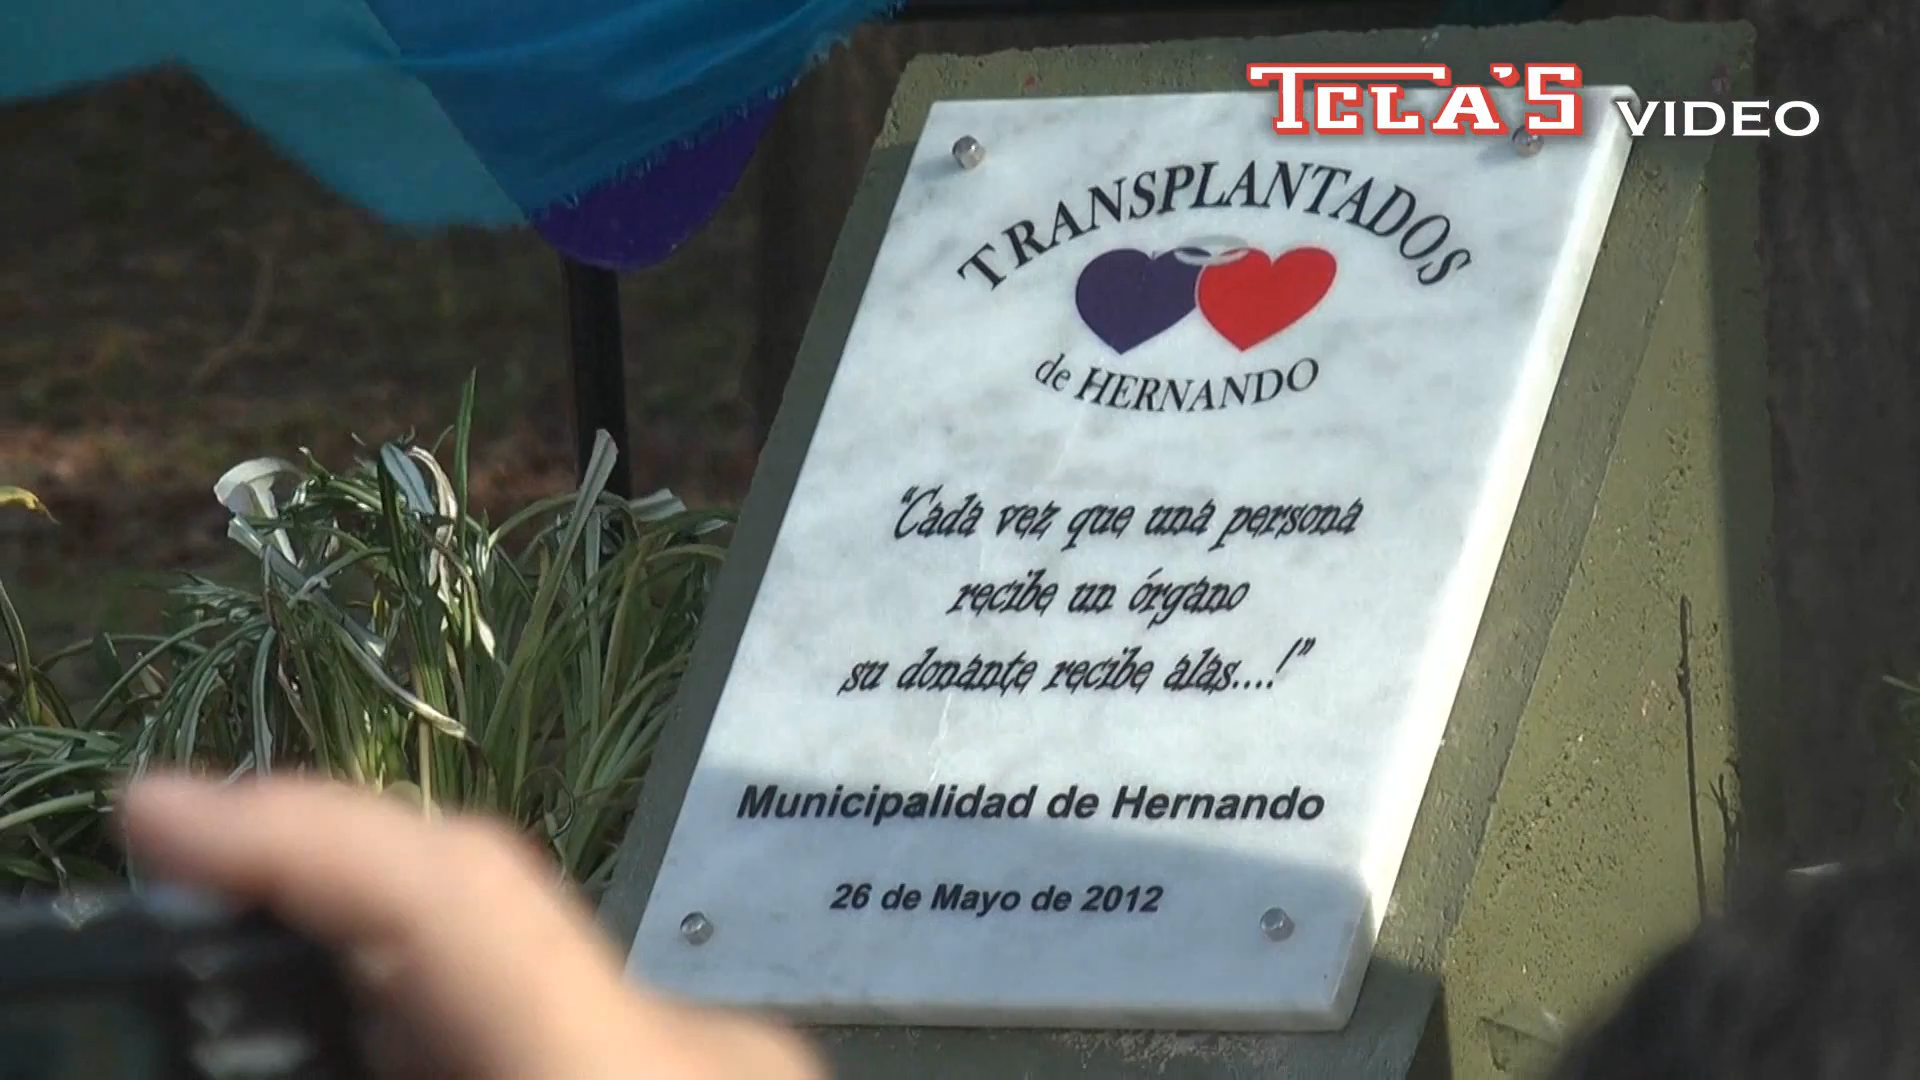 TCLA'S VIDEO
TRANSPLANTADOS
de HERNANDO
“Cada vez que una persona
recibe un órgano
su donante recibe alas....!”
Municipalidad de Hernando
26 de Mayo de 2012